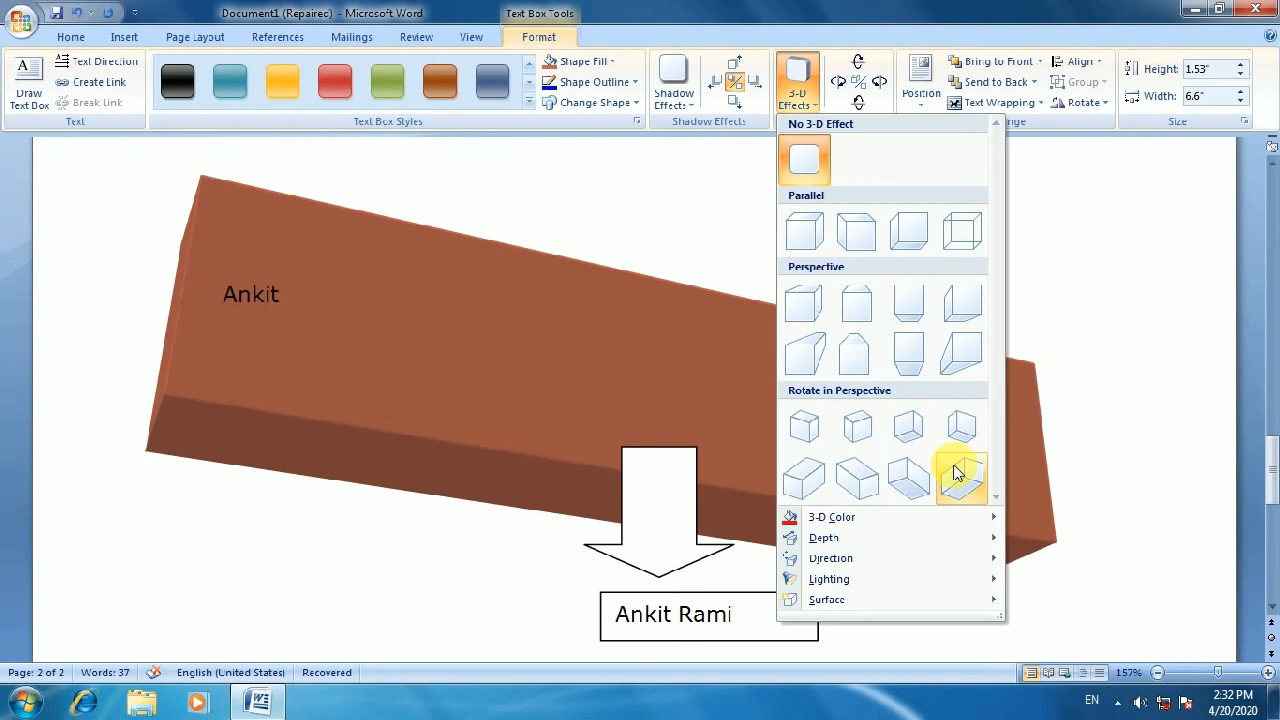 Document1 (Repaired) - Microsoft Word
Text Box Tools
Home
Insert
Page Layout
References
Mailings
Review
View
Format
Draw Text Box
Text Direction
Create Link
Break Link
Text
Text Box Styles
Shape Fill
Shape Outline
Change Shape
Shadow Effects
Shadow Effects
3-D Effects
Position
Bring to Front
Send to Back
Text Wrapping
Align
Group
Rotate
nge
Height: 1.53"
Width: 6.6"
Size
No 3-D Effect
Parallel
Perspective
Rotate in Perspective
3-D Color
Depth
Direction
Lighting
Surface
Ankit
Ankit Rami
Page: 2 of 2
Words: 37
English (United States)
Recovered
157%
EN
2:32 PM
4/20/2020